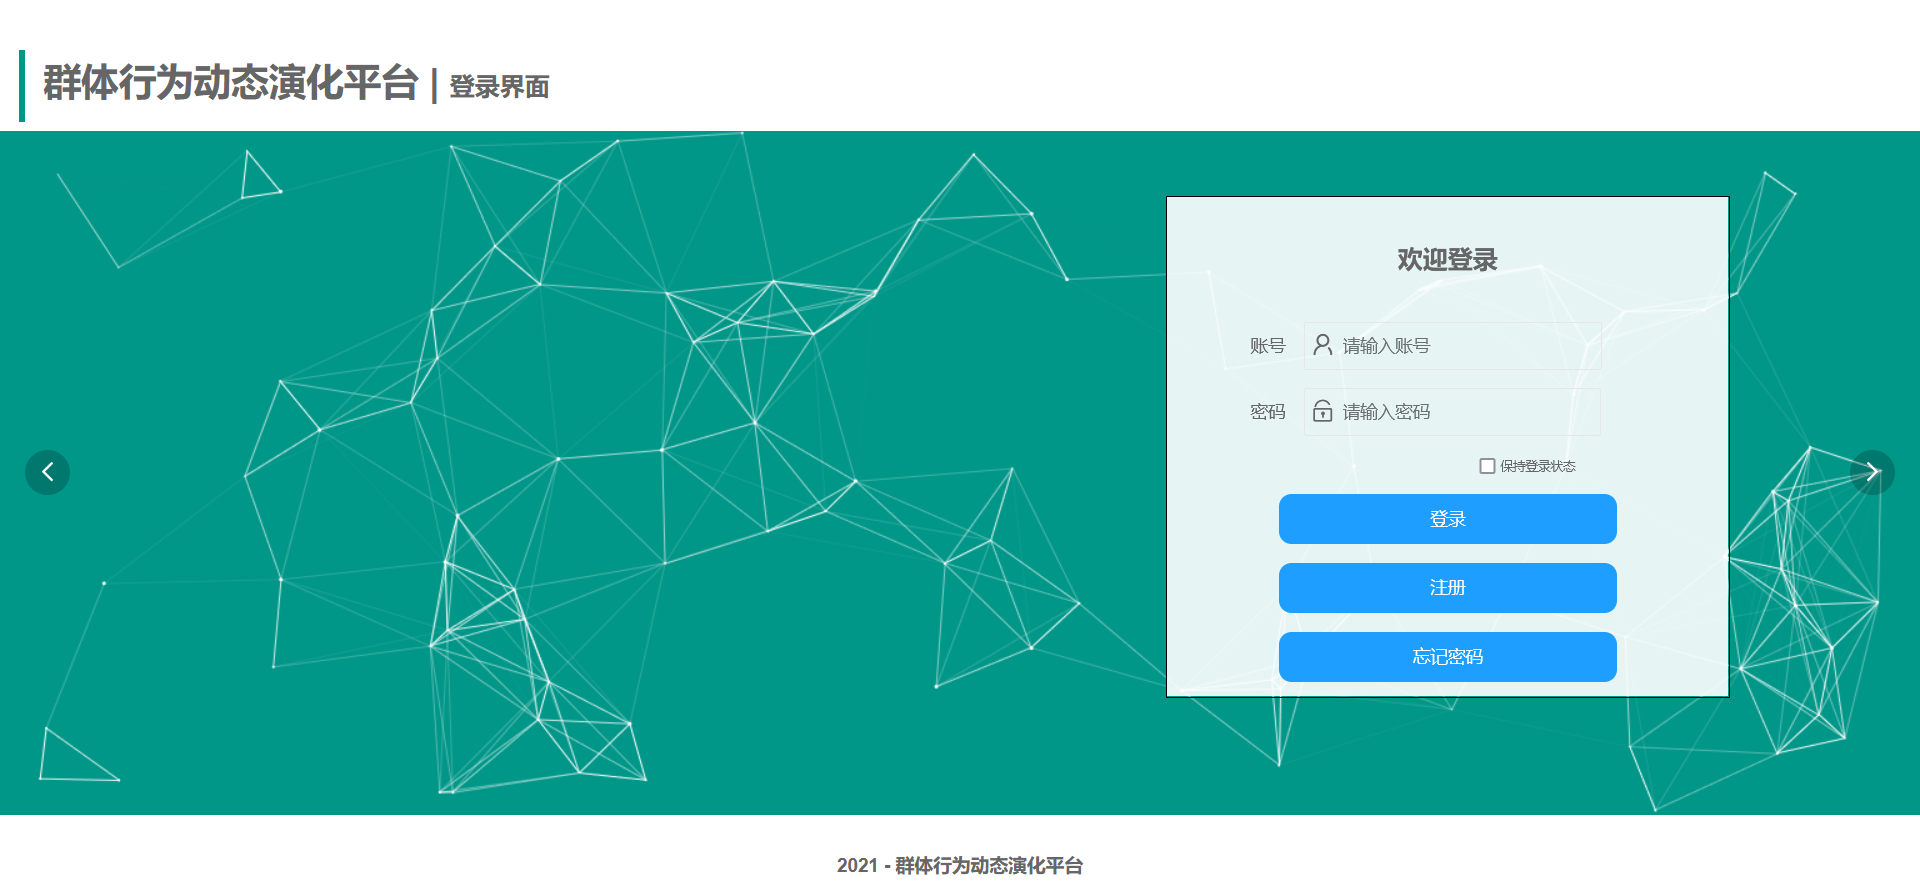 群体行为动态演化平台 | 登录界面
欢迎登录
账号 请输入账号
密码 请输入密码
保持登录状态
登录
注册
忘记密码
2021 - 群体行为动态演化平台